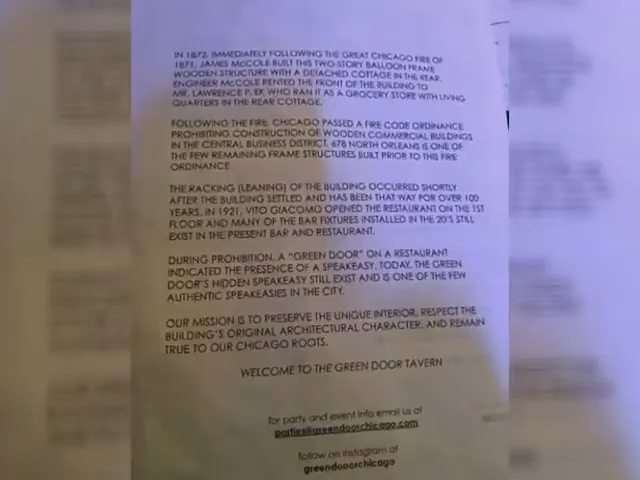 IN 1872, IMMEDIATELY FOLLOWING THE GREAT CHICAGO FIRE OF
1871, JAMES McCOLE BUILT THIS TWO-STORY BALLOON FRAME
WOODEN STRUCTURE WITH A DETACHED COTTAGE IN THE REAR.
ENGINEER McCOLE RENTED THE FRONT OF THE BUILDING TO
MR. LAWRENCE P. EK WHO RAN IT AS A GROCERY STORE WITH LIVING
QUARTERS IN THE REAR COTTAGE.
FOLLOWING THE FIRE, CHICAGO PASSED A FIRE CODE ORDINANCE
PROHIBITING CONSTRUCTION OF WOODEN COMMERCIAL BUILDINGS
IN THE CENTRAL BUSINESS DISTRICT. 678 NORTH ORLEANS IS ONE OF
THE FEW REMAINING FRAME STRUCTURES BUILT PRIOR TO THIS FIRE
ORDINANCE.
THE RACKING (LEANING) OF THE BUILDING OCCURRED SHORTLY
AFTER THE BUILDING SETTLED AND HAS BEEN THAT WAY FOR OVER 100
YEARS. IN 1921, VITO GIACOMO OPENED THE RESTAURANT ON THE 1ST
FLOOR AND MANY OF THE BAR FIXTURES INSTALLED IN THE 20'S STILL
EXIST IN THE PRESENT BAR AND RESTAURANT.
DURING PROHIBITION, A "GREEN DOOR" ON A RESTAURANT
INDICATED THE PRESENCE OF A SPEAKEASY. TODAY, THE GREEN
DOOR'S HIDDEN SPEAKEASY STILL EXIST AND IS ONE OF THE FEW
AUTHENTIC SPEAKEASIES IN THE CITY.
OUR MISSION IS TO PRESERVE THE UNIQUE INTERIOR, RESPECT THE
BUILDING'S ORIGINAL ARCHITECTURAL CHARACTER, AND REMAIN
TRUE TO OUR CHICAGO ROOTS.
WELCOME TO THE GREEN DOOR TAVERN
for party and event info email us at
parties@greendoorchicago.com
follow on instagram at
greendooorchicago